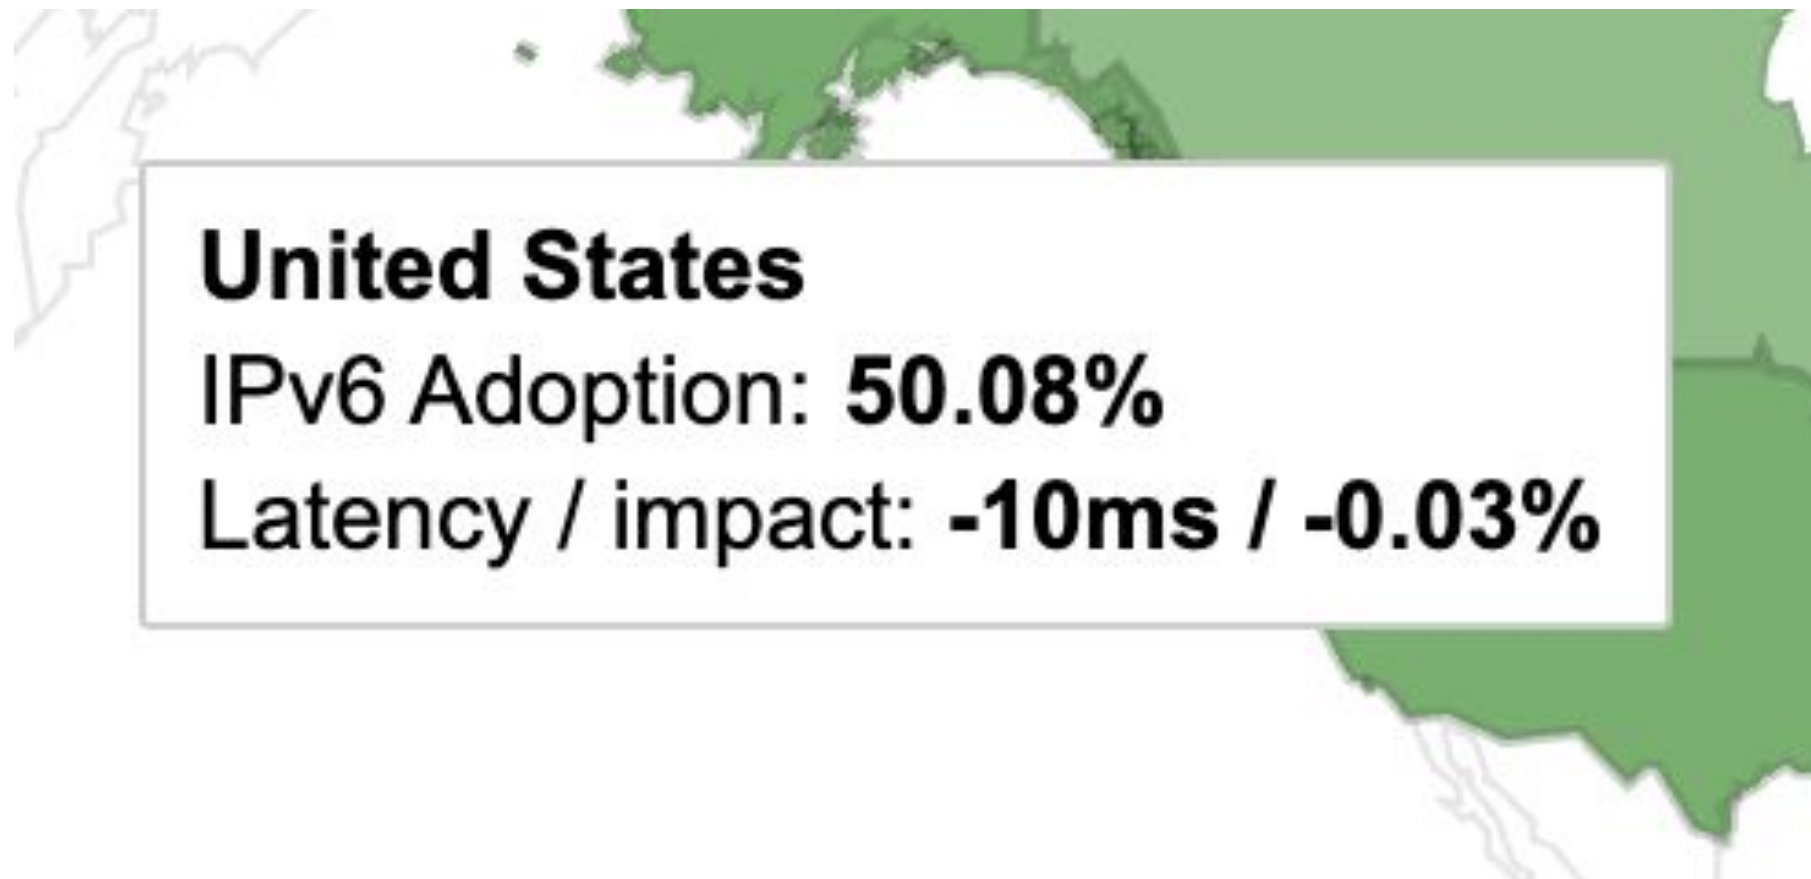 United States
IPv6 Adoption: 50.08%
Latency / impact: -10ms / -0.03%